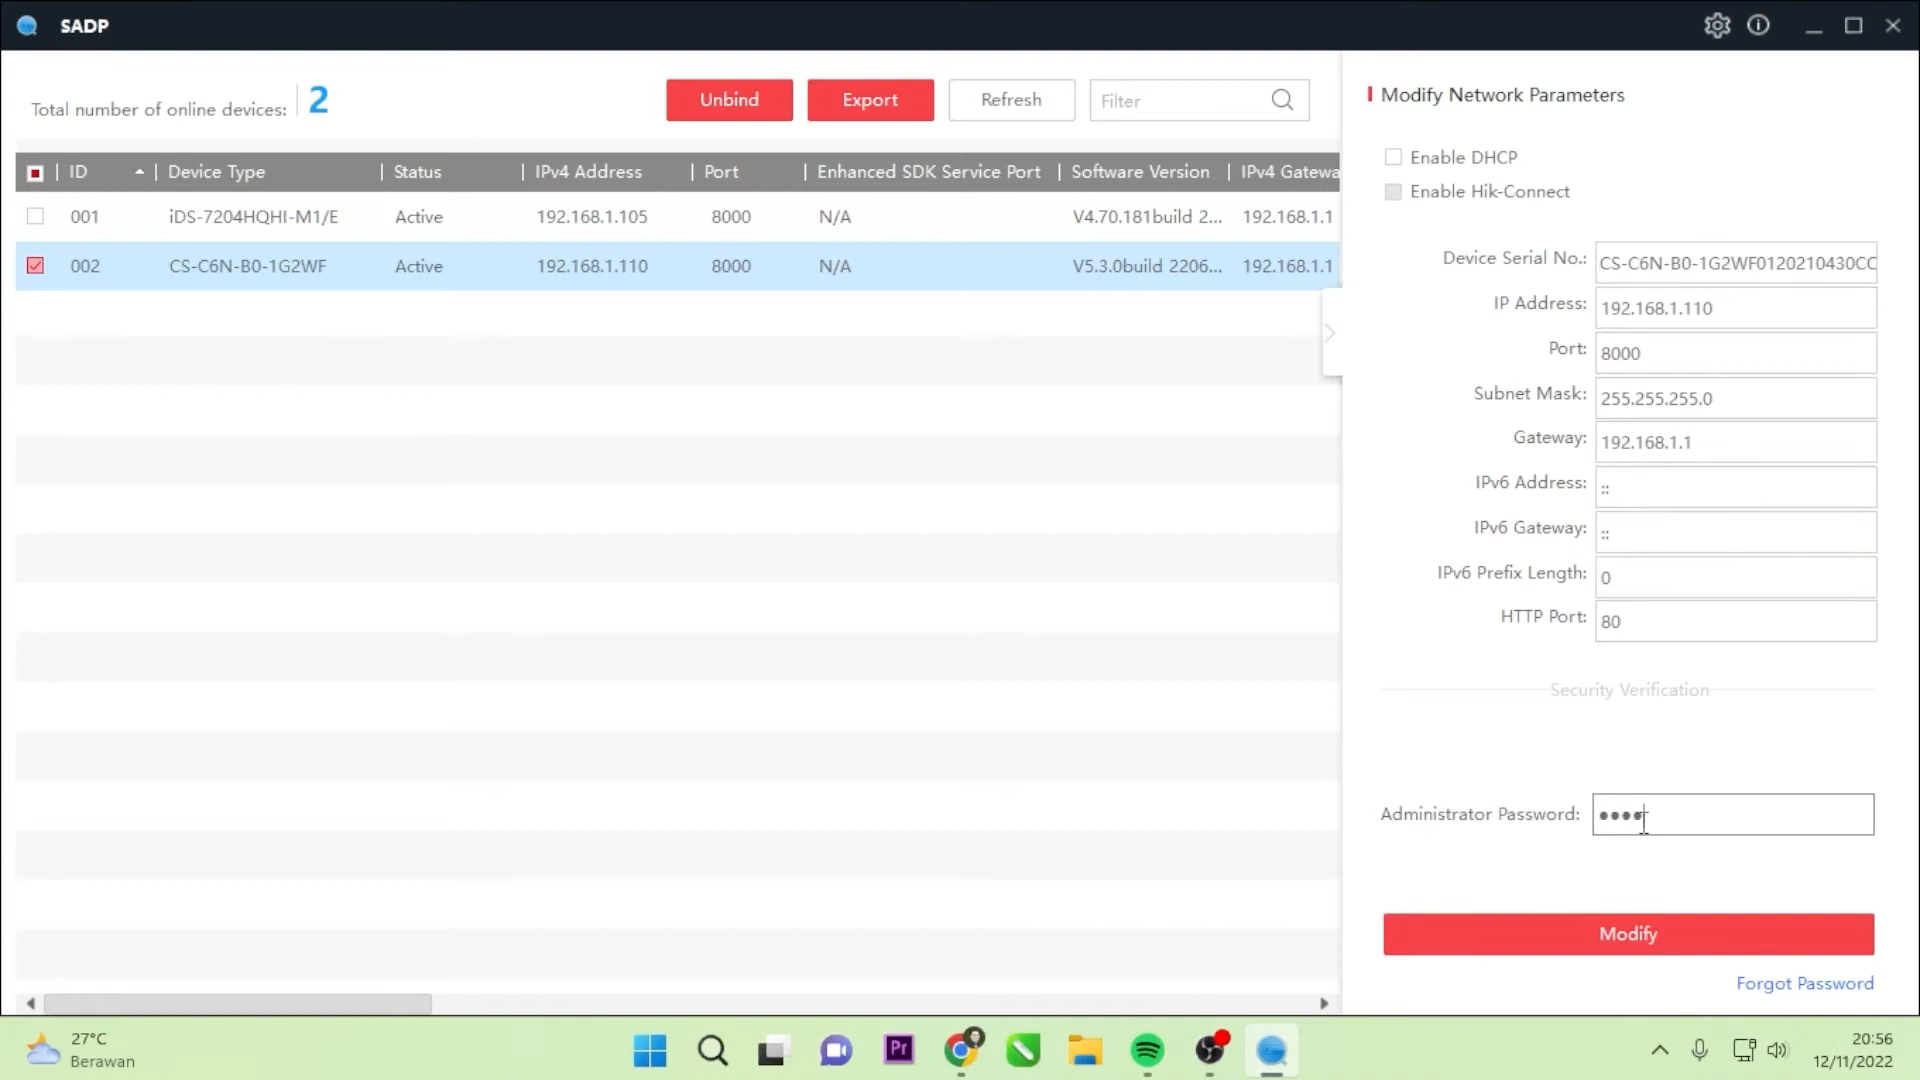 SADP
Total number of online devices: 2
Unbind
Export
Refresh
Filter
ID Device Type Status IPv4 Address Port Enhanced SDK Service Port Software Version IPv4 Gatewa
001 iDS-7204HQHI-M1/E Active 192.168.1.105 8000 N/A V4.70.181build 2... 192.168.1.1
002 CS-C6N-B0-1G2WF Active 192.168.1.110 8000 N/A V5.3.0build 2206... 192.168.1.1
Modify Network Parameters
Enable DHCP
Enable Hik-Connect
Device Serial No.: CS-C6N-B0-1G2WF0120210430CC
IP Address: 192.168.1.110
Port: 8000
Subnet Mask: 255.255.255.0
Gateway: 192.168.1.1
IPv6 Address: ::
IPv6 Gateway: ::
IPv6 Prefix Length: 0
HTTP Port: 80
Security Verification
Administrator Password: ••••
Modify
Forgot Password
27°C
Berawan
Pr
20:56
12/11/2022